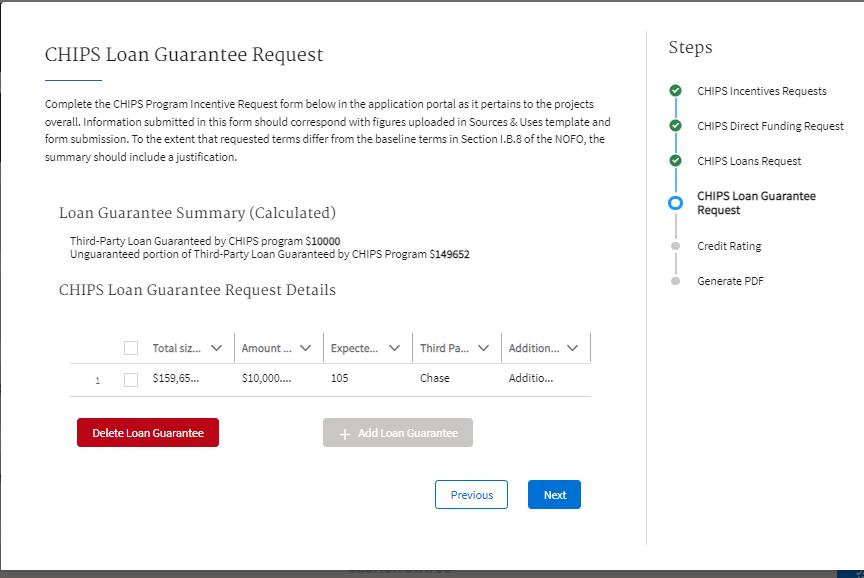 CHIPS Loan Guarantee Request
Complete the CHIPS Program Incentive Request form below in the application portal as it pertains to the projects
overall. Information submitted in this form should correspond with figures uploaded in Sources & Uses template and
form submission. To the extent that requested terms differ from the baseline terms in Section I.B.8 of the NOFO, the
summary should include a justification.
Loan Guarantee Summary (Calculated)
Third-Party Loan Guaranteed by CHIPS program $10000
Unguaranteed portion of Third-Party Loan Guaranteed by CHIPS Program $149652
CHIPS Loan Guarantee Request Details
Total siz... Amount ... Expecte... Third Pa... Addition...
1 $159,65... $10,000.... 105 Chase Additio...
Delete Loan Guarantee + Add Loan Guarantee
Previous Next
Steps
CHIPS Incentives Requests
CHIPS Direct Funding Request
CHIPS Loans Request
CHIPS Loan Guarantee
Request
Credit Rating
Generate PDF